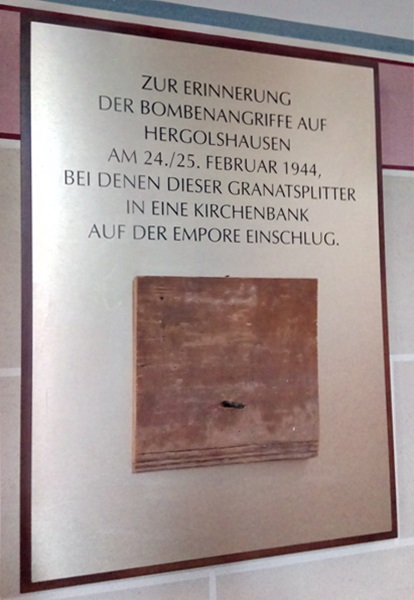 ZUR ERINNERUNG
DER BOMBENANGRIFFE AUF
HERGOLSHAUSEN
AM 24./25. FEBRUAR 1944,
BEI DENEN DIESER GRANATSPLITTER
IN EINE KIRCHENBANK
AUF DER EMPORE EINSCHLUG.